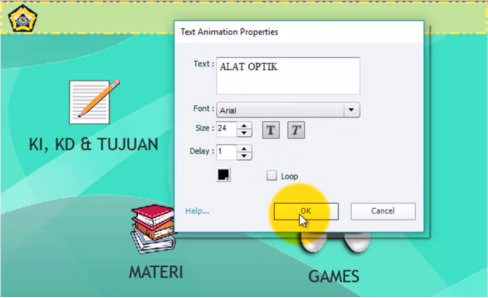 Text Animation Properties
Text : ALAT OPTIK
Font : Arial
Size : 24 T T
Delay : 1
Loop
Help... OK Cancel
KI, KD & TUJUAN
MATERI
GAMES